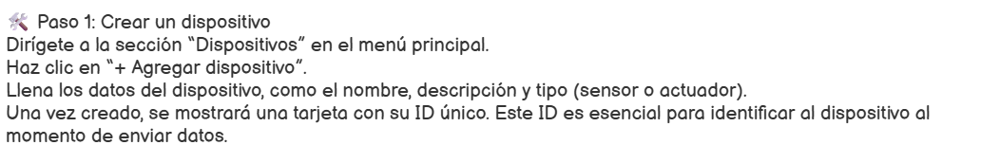 🛠️ Paso 1: Crear un dispositivo
Dirígete a la sección “Dispositivos” en el menú principal.
Haz clic en “+ Agregar dispositivo”.
Llena los datos del dispositivo, como el nombre, descripción y tipo (sensor o actuador).
Una vez creado, se mostrará una tarjeta con su ID único. Este ID es esencial para identificar al dispositivo al
momento de enviar datos.